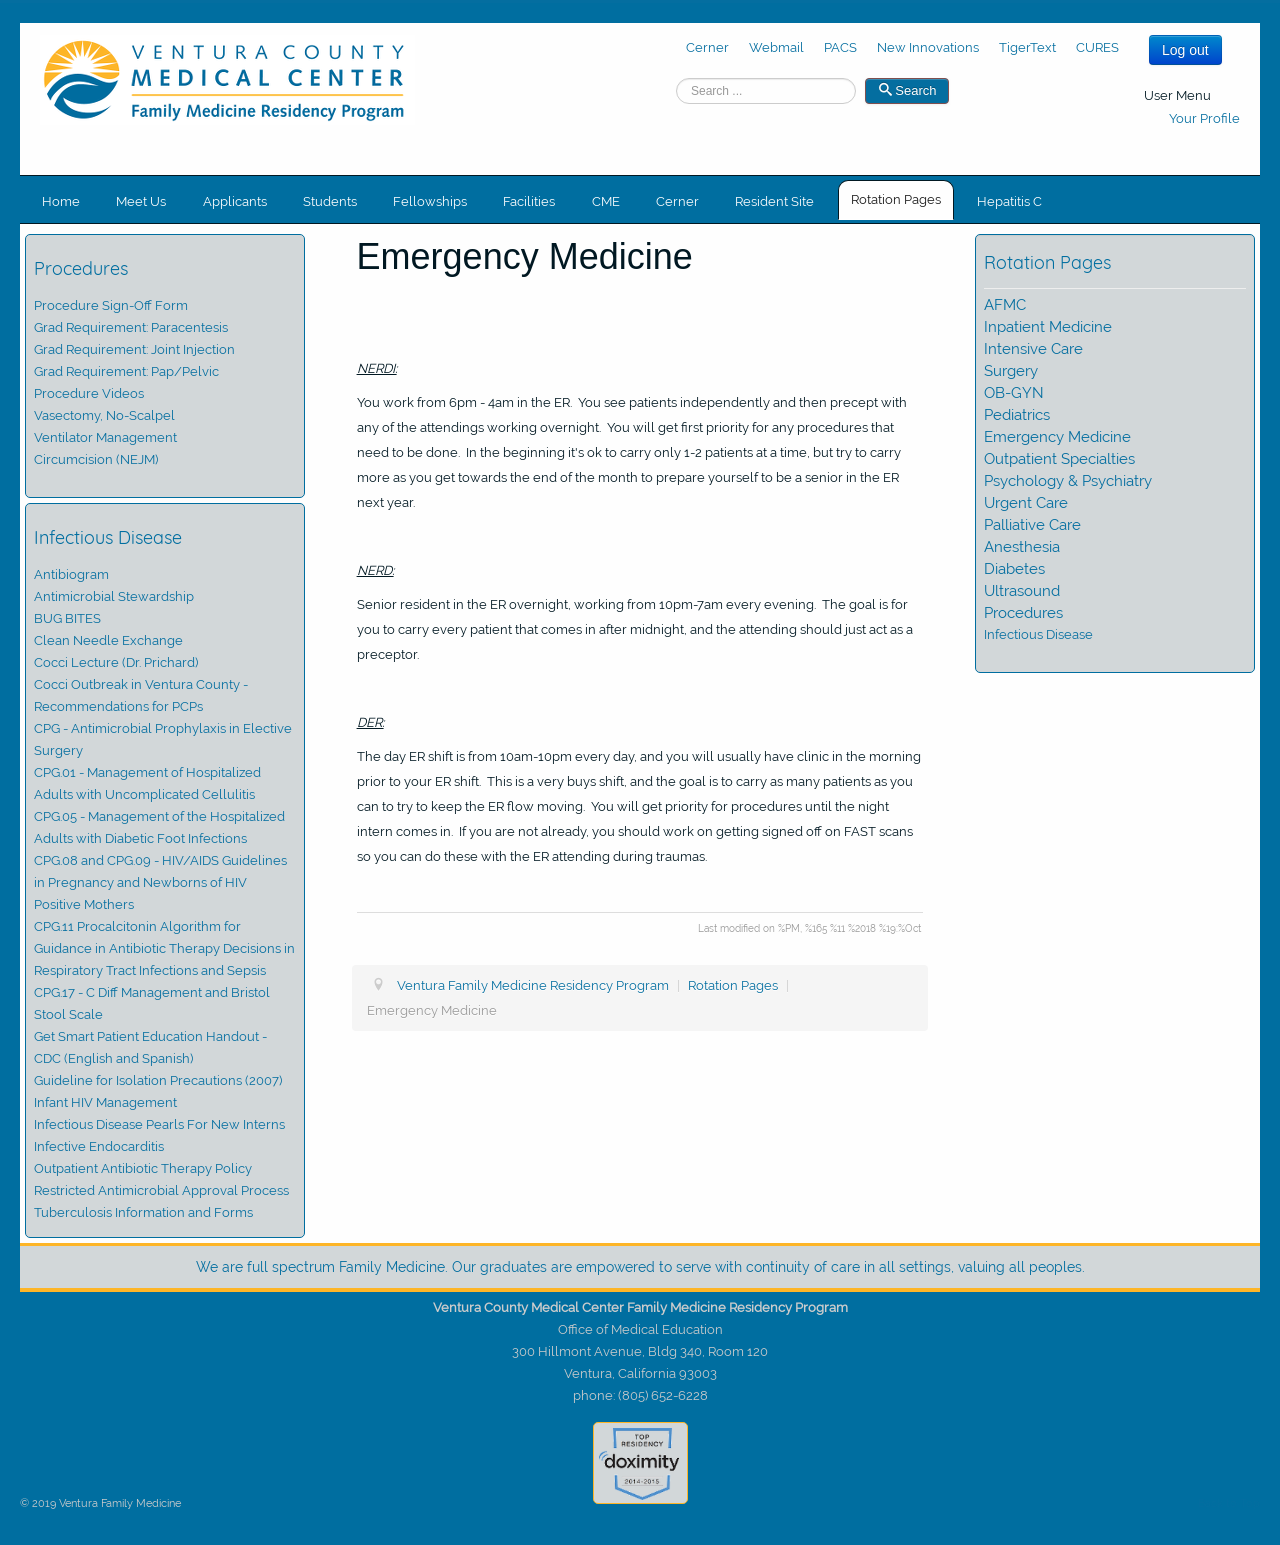 VENTURA COUNTY
MEDICAL CENTER
Family Medicine Residency Program
Cerner
Webmail
PACS
New Innovations
TigerText
CURES
Log out
Search ...
Search
User Menu
Your Profile
Home
Meet Us
Applicants
Students
Fellowships
Facilities
CME
Cerner
Resident Site
Rotation Pages
Hepatitis C
Procedures
Procedure Sign-Off Form
Grad Requirement: Paracentesis
Grad Requirement: Joint Injection
Grad Requirement: Pap/Pelvic
Procedure Videos
Vasectomy, No-Scalpel
Ventilator Management
Circumcision (NEJM)
Infectious Disease
Antibiogram
Antimicrobial Stewardship
BUG BITES
Clean Needle Exchange
Cocci Lecture (Dr. Prichard)
Cocci Outbreak in Ventura County -
Recommendations for PCPs
CPG - Antimicrobial Prophylaxis in Elective
Surgery
CPG.01 - Management of Hospitalized
Adults with Uncomplicated Cellulitis
CPG.05 - Management of the Hospitalized
Adults with Diabetic Foot Infections
CPG.08 and CPG.09 - HIV/AIDS Guidelines
in Pregnancy and Newborns of HIV
Positive Mothers
CPG.11 Procalcitonin Algorithm for
Guidance in Antibiotic Therapy Decisions in
Respiratory Tract Infections and Sepsis
CPG.17 - C Diff Management and Bristol
Stool Scale
Get Smart Patient Education Handout -
CDC (English and Spanish)
Guideline for Isolation Precautions (2007)
Infant HIV Management
Infectious Disease Pearls For New Interns
Infective Endocarditis
Outpatient Antibiotic Therapy Policy
Restricted Antimicrobial Approval Process
Tuberculosis Information and Forms
Emergency Medicine
NERDI:
You work from 6pm - 4am in the ER.  You see patients independently and then precept with
any of the attendings working overnight.  You will get first priority for any procedures that
need to be done.  In the beginning it's ok to carry only 1-2 patients at a time, but try to carry
more as you get towards the end of the month to prepare yourself to be a senior in the ER
next year.
NERD:
Senior resident in the ER overnight, working from 10pm-7am every evening.  The goal is for
you to carry every patient that comes in after midnight, and the attending should just act as a
preceptor.
DER:
The day ER shift is from 10am-10pm every day, and you will usually have clinic in the morning
prior to your ER shift.  This is a very buys shift, and the goal is to carry as many patients as you
can to try to keep the ER flow moving.  You will get priority for procedures until the night
intern comes in.  If you are not already, you should work on getting signed off on FAST scans
so you can do these with the ER attending during traumas.
Last modified on %PM, %165 %11 %2018 %19:%Oct
Ventura Family Medicine Residency Program | Rotation Pages |
Emergency Medicine
Rotation Pages
AFMC
Inpatient Medicine
Intensive Care
Surgery
OB-GYN
Pediatrics
Emergency Medicine
Outpatient Specialties
Psychology & Psychiatry
Urgent Care
Palliative Care
Anesthesia
Diabetes
Ultrasound
Procedures
Infectious Disease
We are full spectrum Family Medicine. Our graduates are empowered to serve with continuity of care in all settings, valuing all peoples.
Ventura County Medical Center Family Medicine Residency Program
Office of Medical Education
300 Hillmont Avenue, Bldg 340, Room 120
Ventura, California 93003
phone: (805) 652-6228
TOP
RESIDENCY
doximity
2014-2015
© 2019 Ventura Family Medicine